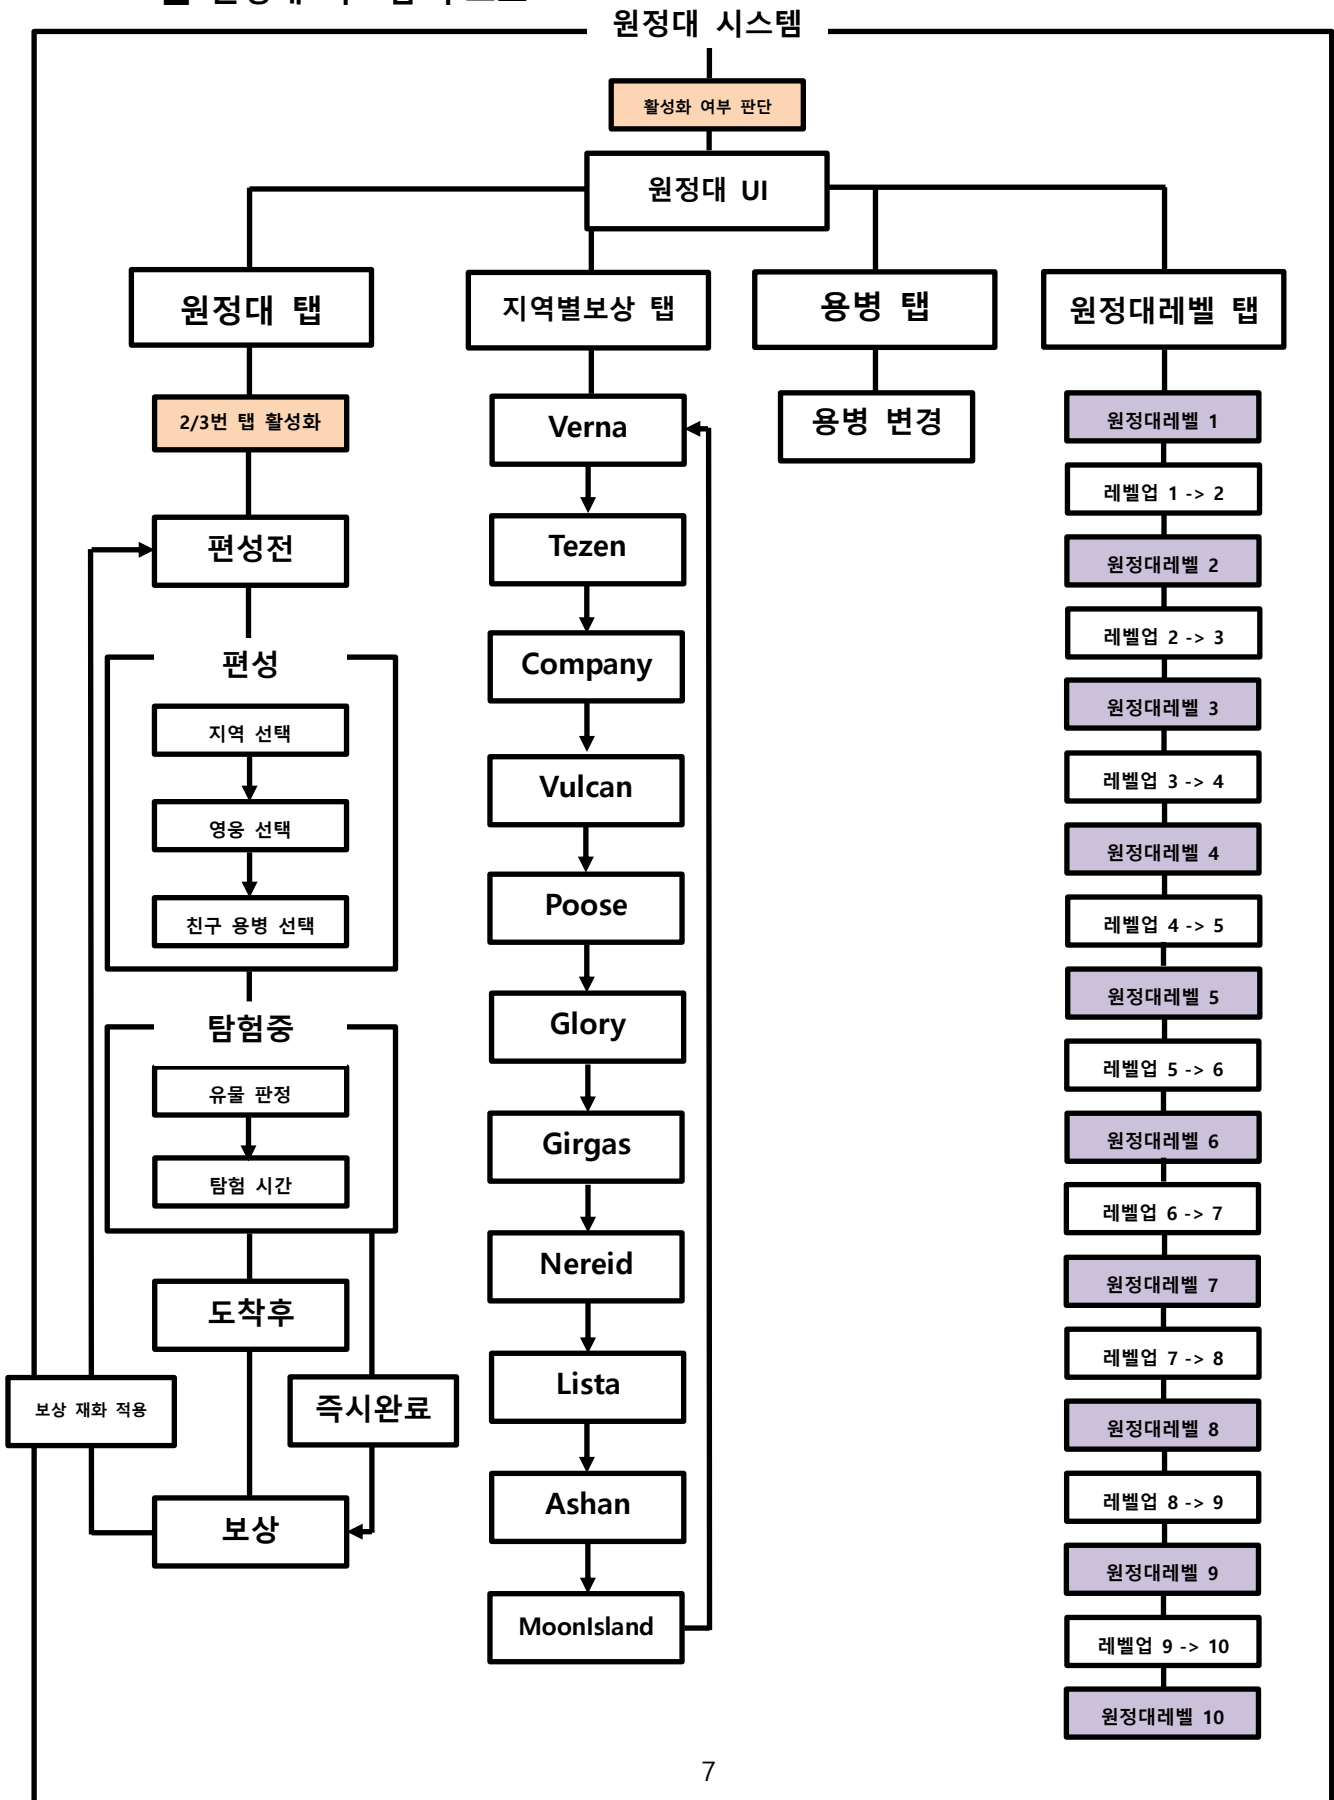 원정대 시스템
활성화 여부 판단
원정대 UI
원정대 탭
지역별보상 탭
용병 탭
원정대레벨 탭
2/3번 탭 활성화
편성전
편성
지역 선택
영웅 선택
친구 용병 선택
탐험중
유물 판정
탐험 시간
도착후
보상 재화 적용
즉시완료
보상
Verna
Tezen
Company
Vulcan
Poose
Glory
Girgas
Nereid
Lista
Ashan
MoonIsland
용병 변경
원정대레벨 1
레벨업 1 -> 2
원정대레벨 2
레벨업 2 -> 3
원정대레벨 3
레벨업 3 -> 4
원정대레벨 4
레벨업 4 -> 5
원정대레벨 5
레벨업 5 -> 6
원정대레벨 6
레벨업 6 -> 7
원정대레벨 7
레벨업 7 -> 8
원정대레벨 8
레벨업 8 -> 9
원정대레벨 9
레벨업 9 -> 10
원정대레벨 10
7